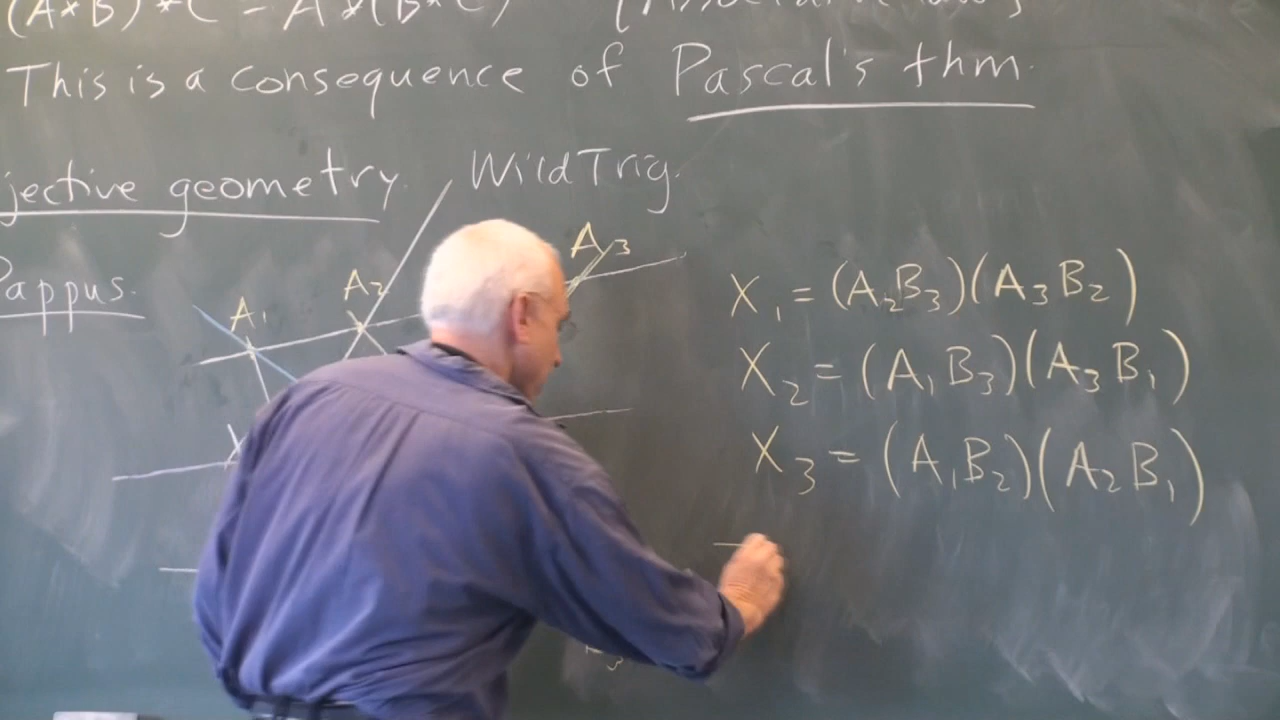 (A*B)*C = A*(B*C)
This is a consequence of Pascal's thm.
jective geometry. WildTrig.
Pappus.
A1 A2 A3
X1 = (A2B3)(A3B2)
X2 = (A1B3)(A3B1)
X3 = (A1B2)(A2B1)